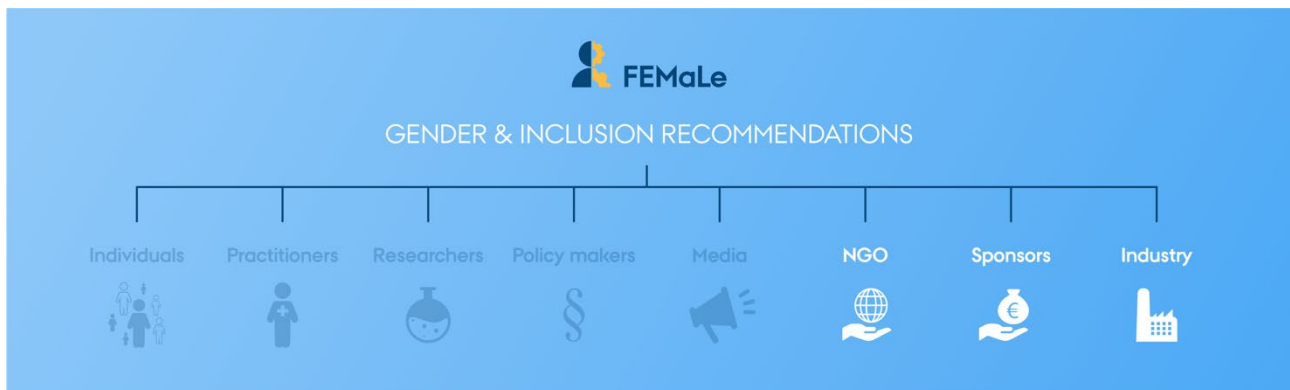 FEMaLe
GENDER & INCLUSION RECOMMENDATIONS
Individuals Practitioners Researchers Policy makers Media NGO Sponsors Industry
§ €